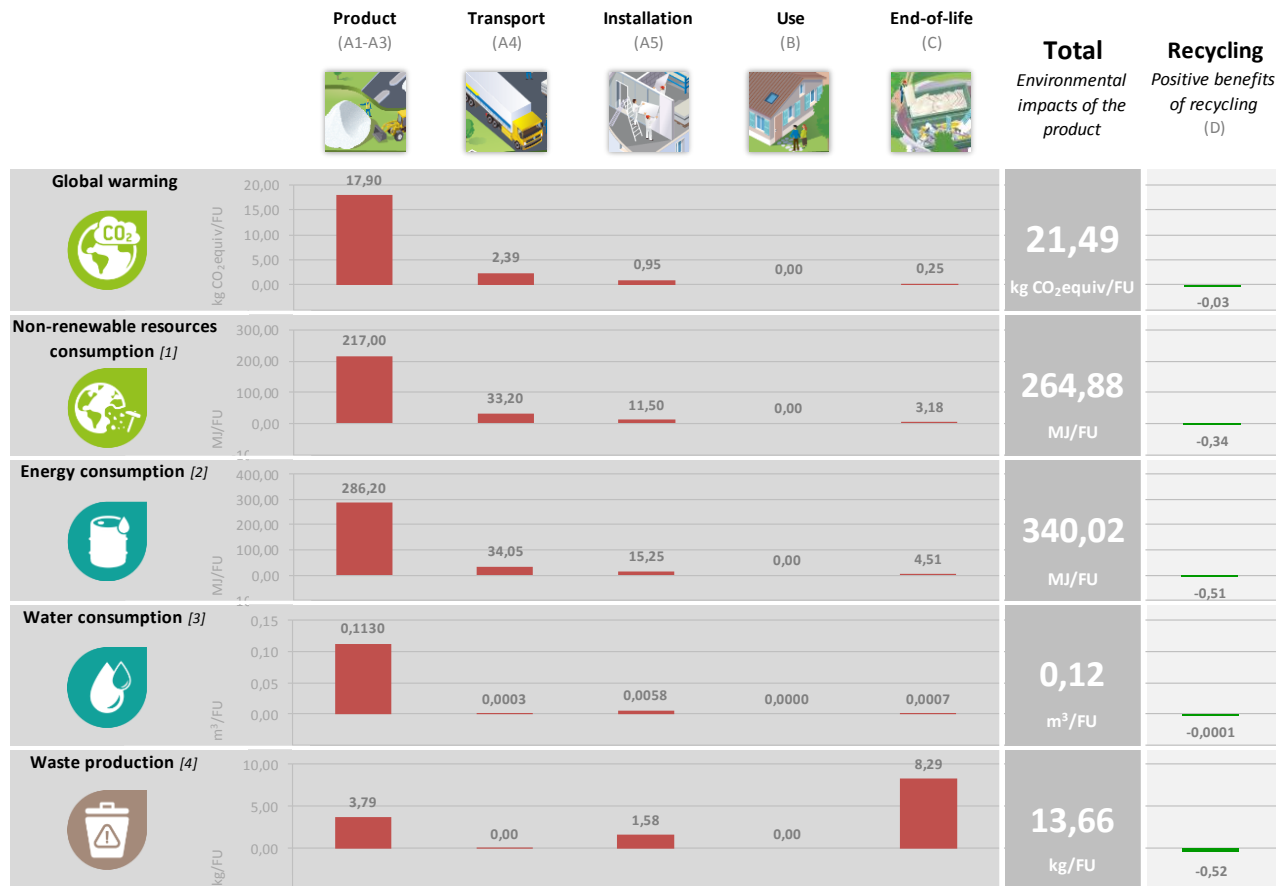 Product
(A1-A3)
Transport
(A4)
Installation
(A5)
Use
(B)
End-of-life
(C)
Total
Environmental
impacts of the
product
Recycling
Positive benefits
of recycling
(D)
Global warming
CO₂
kg CO₂equiv/FU
20,00
15,00
10,00
5,00
0,00
17,90
2,39
0,95
0,00
0,25
21,49
kg CO₂equiv/FU
-0,03
Non-renewable resources
consumption [1]
MJ/FU
300,00
200,00
100,00
0,00
217,00
33,20
11,50
0,00
3,18
264,88
MJ/FU
-0,34
Energy consumption [2]
MJ/FU
400,00
300,00
200,00
100,00
0,00
286,20
34,05
15,25
0,00
4,51
340,02
MJ/FU
-0,51
Water consumption [3]
m³/FU
0,15
0,10
0,05
0,00
0,1130
0,0003
0,0058
0,0000
0,0007
0,12
m³/FU
-0,0001
Waste production [4]
kg/FU
10,00
5,00
0,00
3,79
0,00
1,58
0,00
8,29
13,66
kg/FU
-0,52